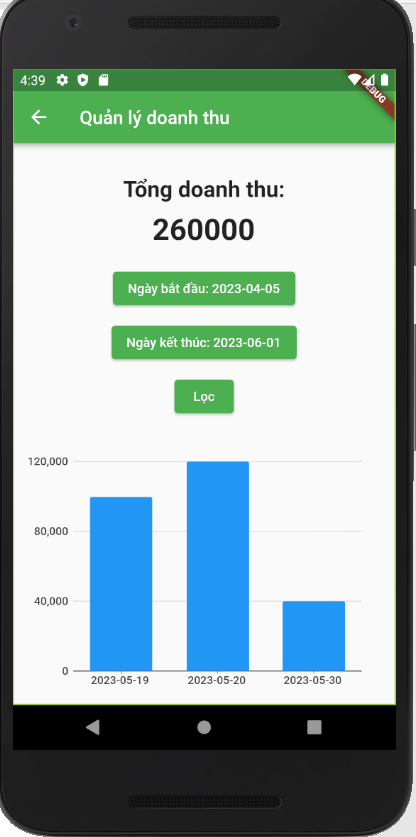 4:39
DEBUG
Quản lý doanh thu
Tổng doanh thu:
260000
Ngày bắt đầu: 2023-04-05
Ngày kết thúc: 2023-06-01
Lọc
120,000
80,000
40,000
0
2023-05-19 2023-05-20 2023-05-30